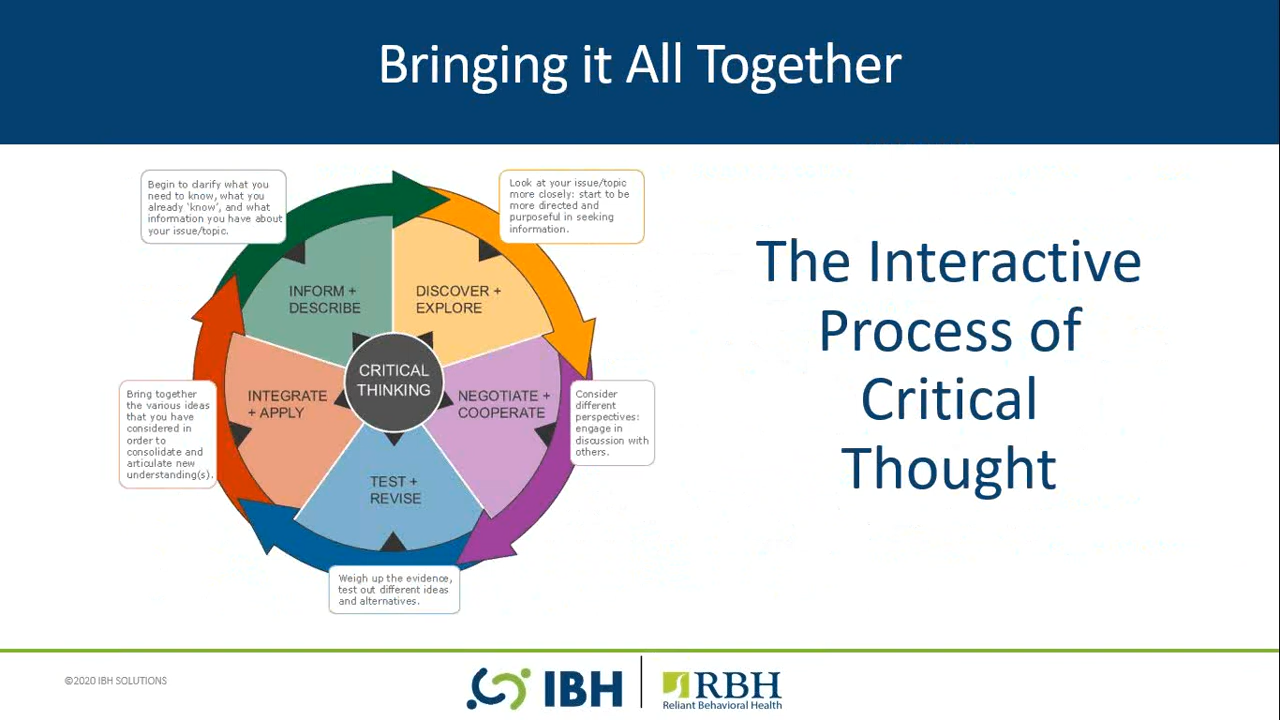 Bringing it All Together
Begin to clarify what you
need to know, what you
already 'know', and what
information you have about
your issue/topic.
Look at your issue/topic
more closely: start to be
more directed and
purposeful in seeking
information.
INFORM +
DESCRIBE
DISCOVER +
EXPLORE
CRITICAL
THINKING
INTEGRATE
+ APPLY
NEGOTIATE +
COOPERATE
TEST +
REVISE
Bring together
the various ideas
that you have
considered in
order to
consolidate and
articulate new
understanding(s).
Consider
different
perspectives:
engage in
discussion with
others.
Weigh up the evidence,
test out different ideas
and alternatives.
The Interactive
Process of
Critical
Thought
©2020 IBH SOLUTIONS
IBH
RBH
Reliant Behavioral Health